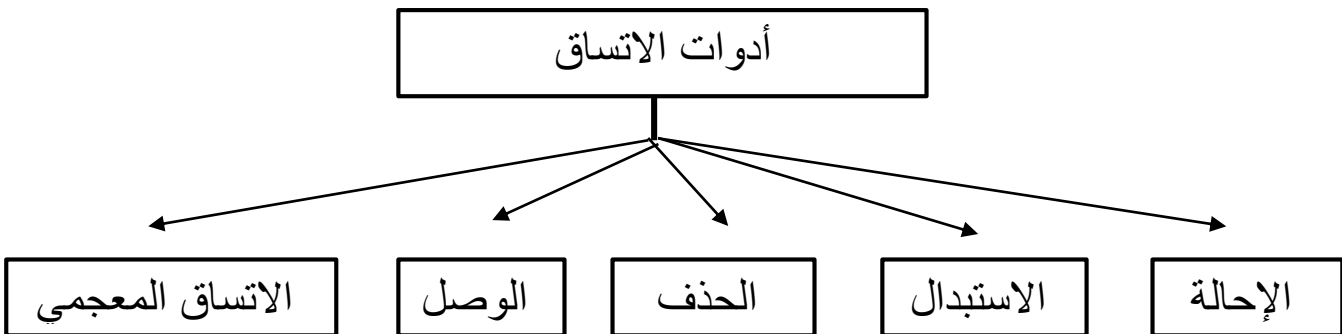 أدوات الاتساق
الإحالة
الاستبدال
الحذف
الوصل
الاتساق المعجمي